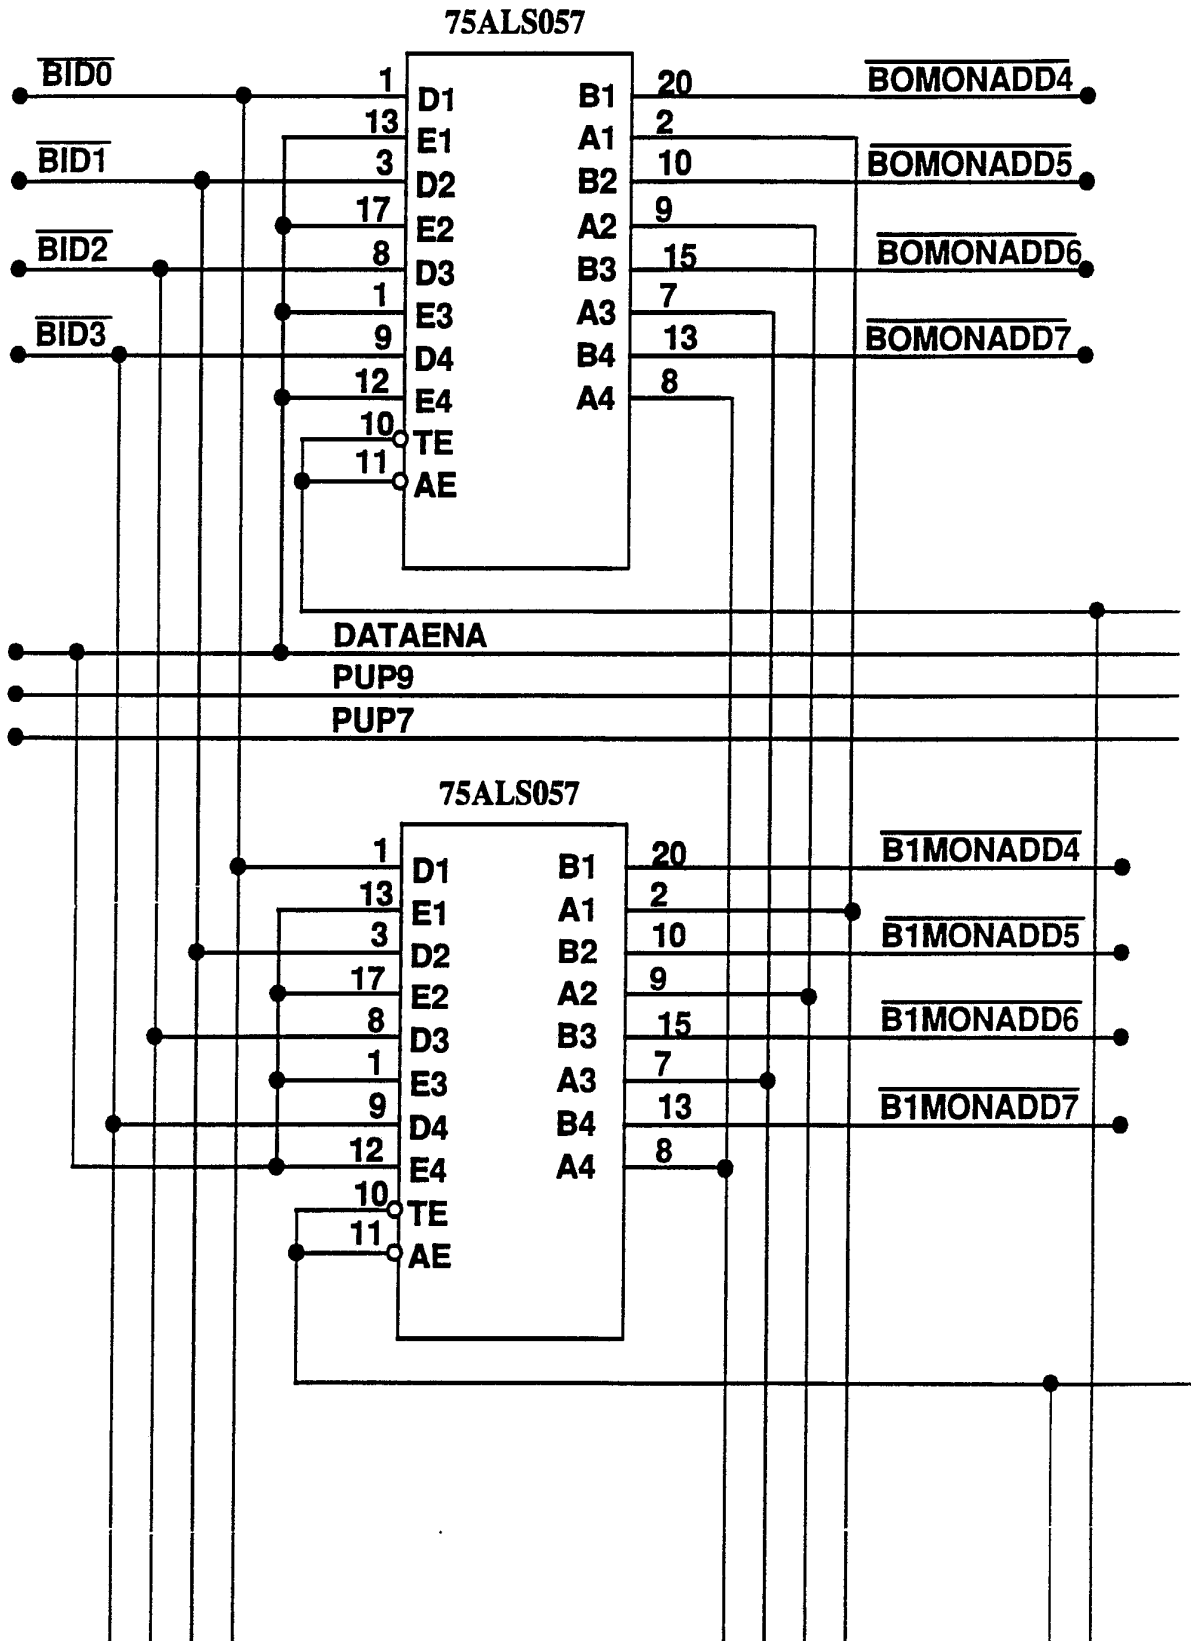 75ALS057
BID0 1 D1 B1 20 BOMONADD4
13 E1 A1 2
BID1 3 D2 B2 10 BOMONADD5
17 E2 A2 9
BID2 8 D3 B3 15 BOMONADD6
1 E3 A3 7
BID3 9 D4 B4 13 BOMONADD7
12 E4 A4 8
10 TE
11 AE
DATAENA
PUP9
PUP7
75ALS057
1 D1 B1 20 B1MONADD4
13 E1 A1 2
3 D2 B2 10 B1MONADD5
17 E2 A2 9
8 D3 B3 15 B1MONADD6
1 E3 A3 7
9 D4 B4 13 B1MONADD7
12 E4 A4 8
10 TE
11 AE